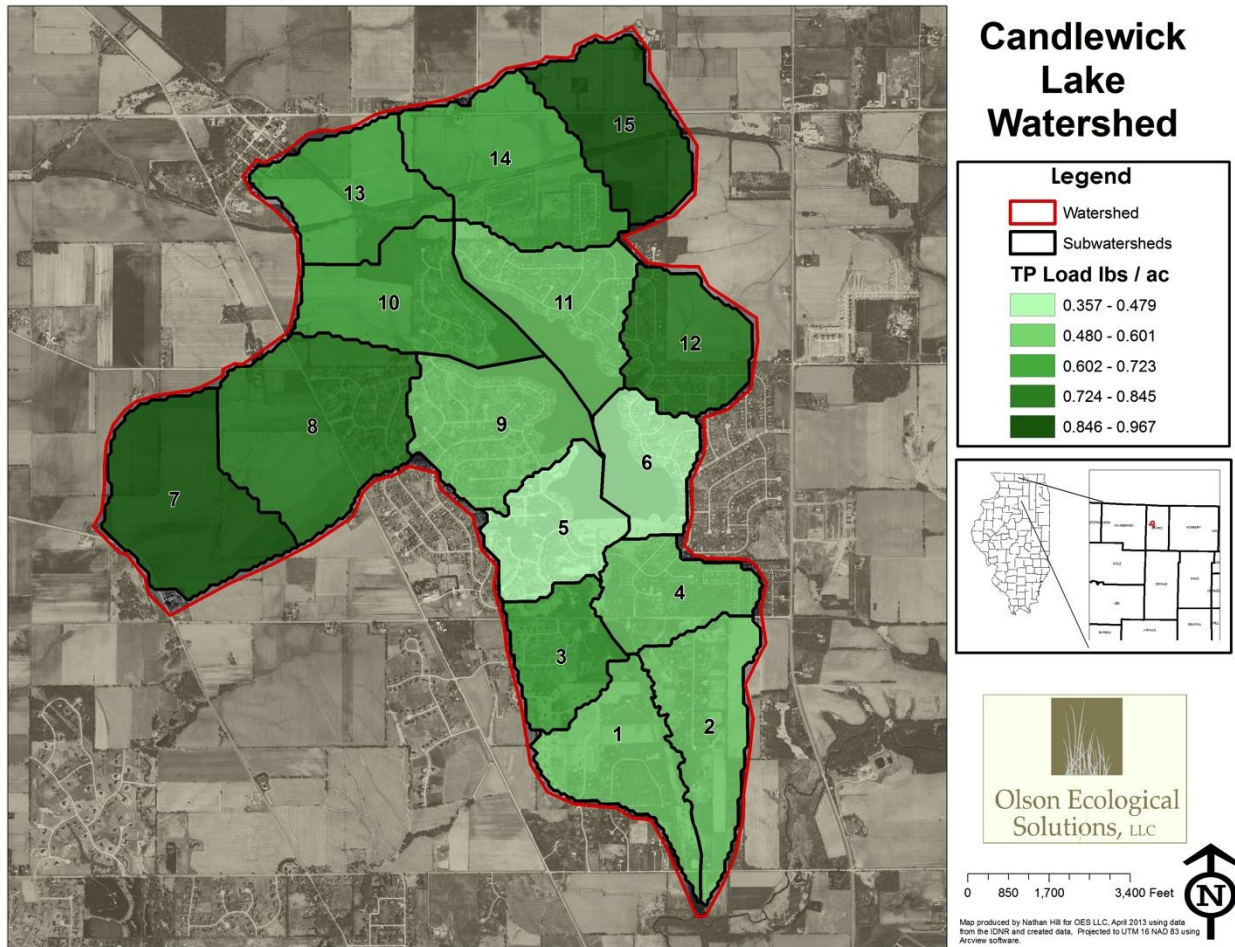 Candlewick
Lake
Watershed
Legend
Watershed
Subwatersheds
TP Load lbs / ac
0.357 - 0.479
0.480 - 0.601
0.602 - 0.723
0.724 - 0.845
0.846 - 0.967
15
14
13
11
10
12
9
8
6
7
5
4
3
1
2
Olson Ecological
Solutions, LLC
0 850 1,700 3,400 Feet
N
Map produced by Nathan Hill for OES LLC, April 2013 using data
from the IDNR and created data, Projected to UTM 16 NAD 83 using
Arcview software.